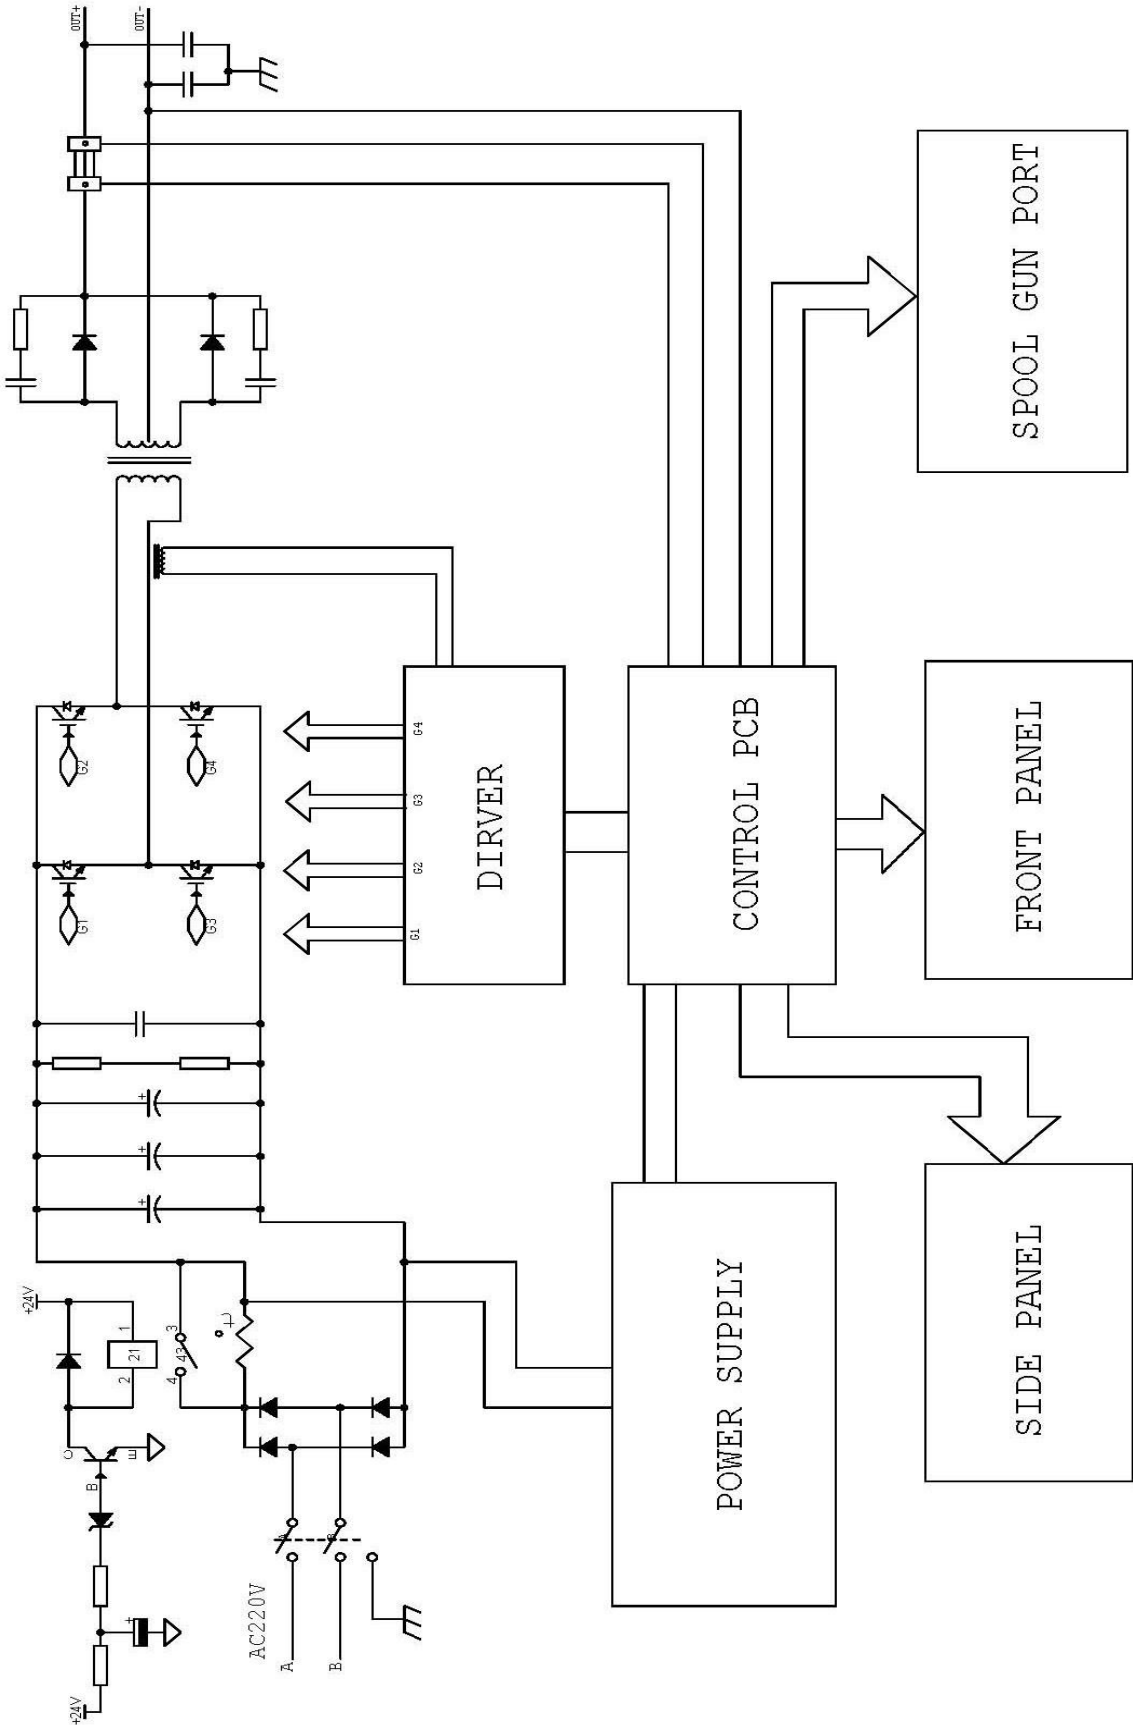 +24V
+
B
C
E
+24V
1
21
2
3
43
4
AC220V
A
B
+
+
+
G1
G3
G2
G4
OUT+
OUT-
G1
G2
G3
G4
DIRVER
POWER SUPPLY
CONTROL PCB
SIDE PANEL
FRONT PANEL
SPOOL GUN PORT